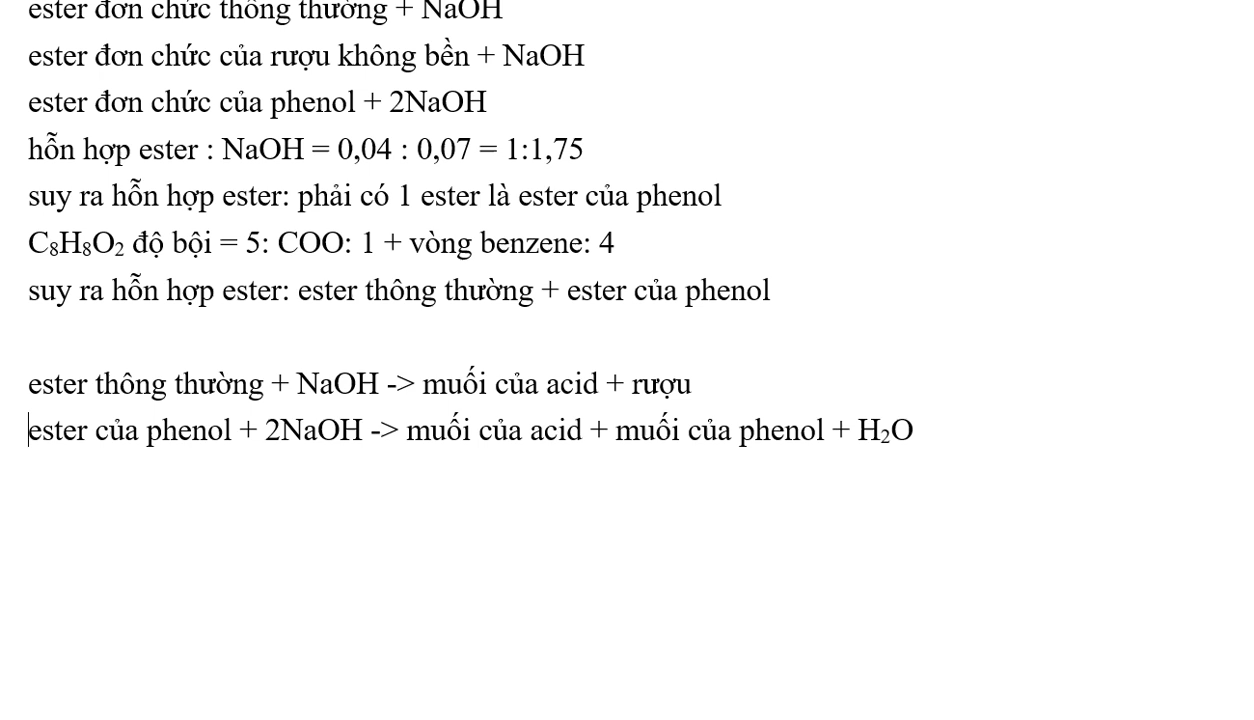 ester đơn chức thông thường + NaOH
ester đơn chức của rượu không bền + NaOH
ester đơn chức của phenol + 2NaOH
hỗn hợp ester : NaOH = 0,04 : 0,07 = 1:1,75
suy ra hỗn hợp ester: phải có 1 ester là ester của phenol
C₈H₈O₂ độ bội = 5: COO: 1 + vòng benzene: 4
suy ra hỗn hợp ester: ester thông thường + ester của phenol
ester thông thường + NaOH -> muối của acid + rượu
ester của phenol + 2NaOH -> muối của acid + muối của phenol + H₂O